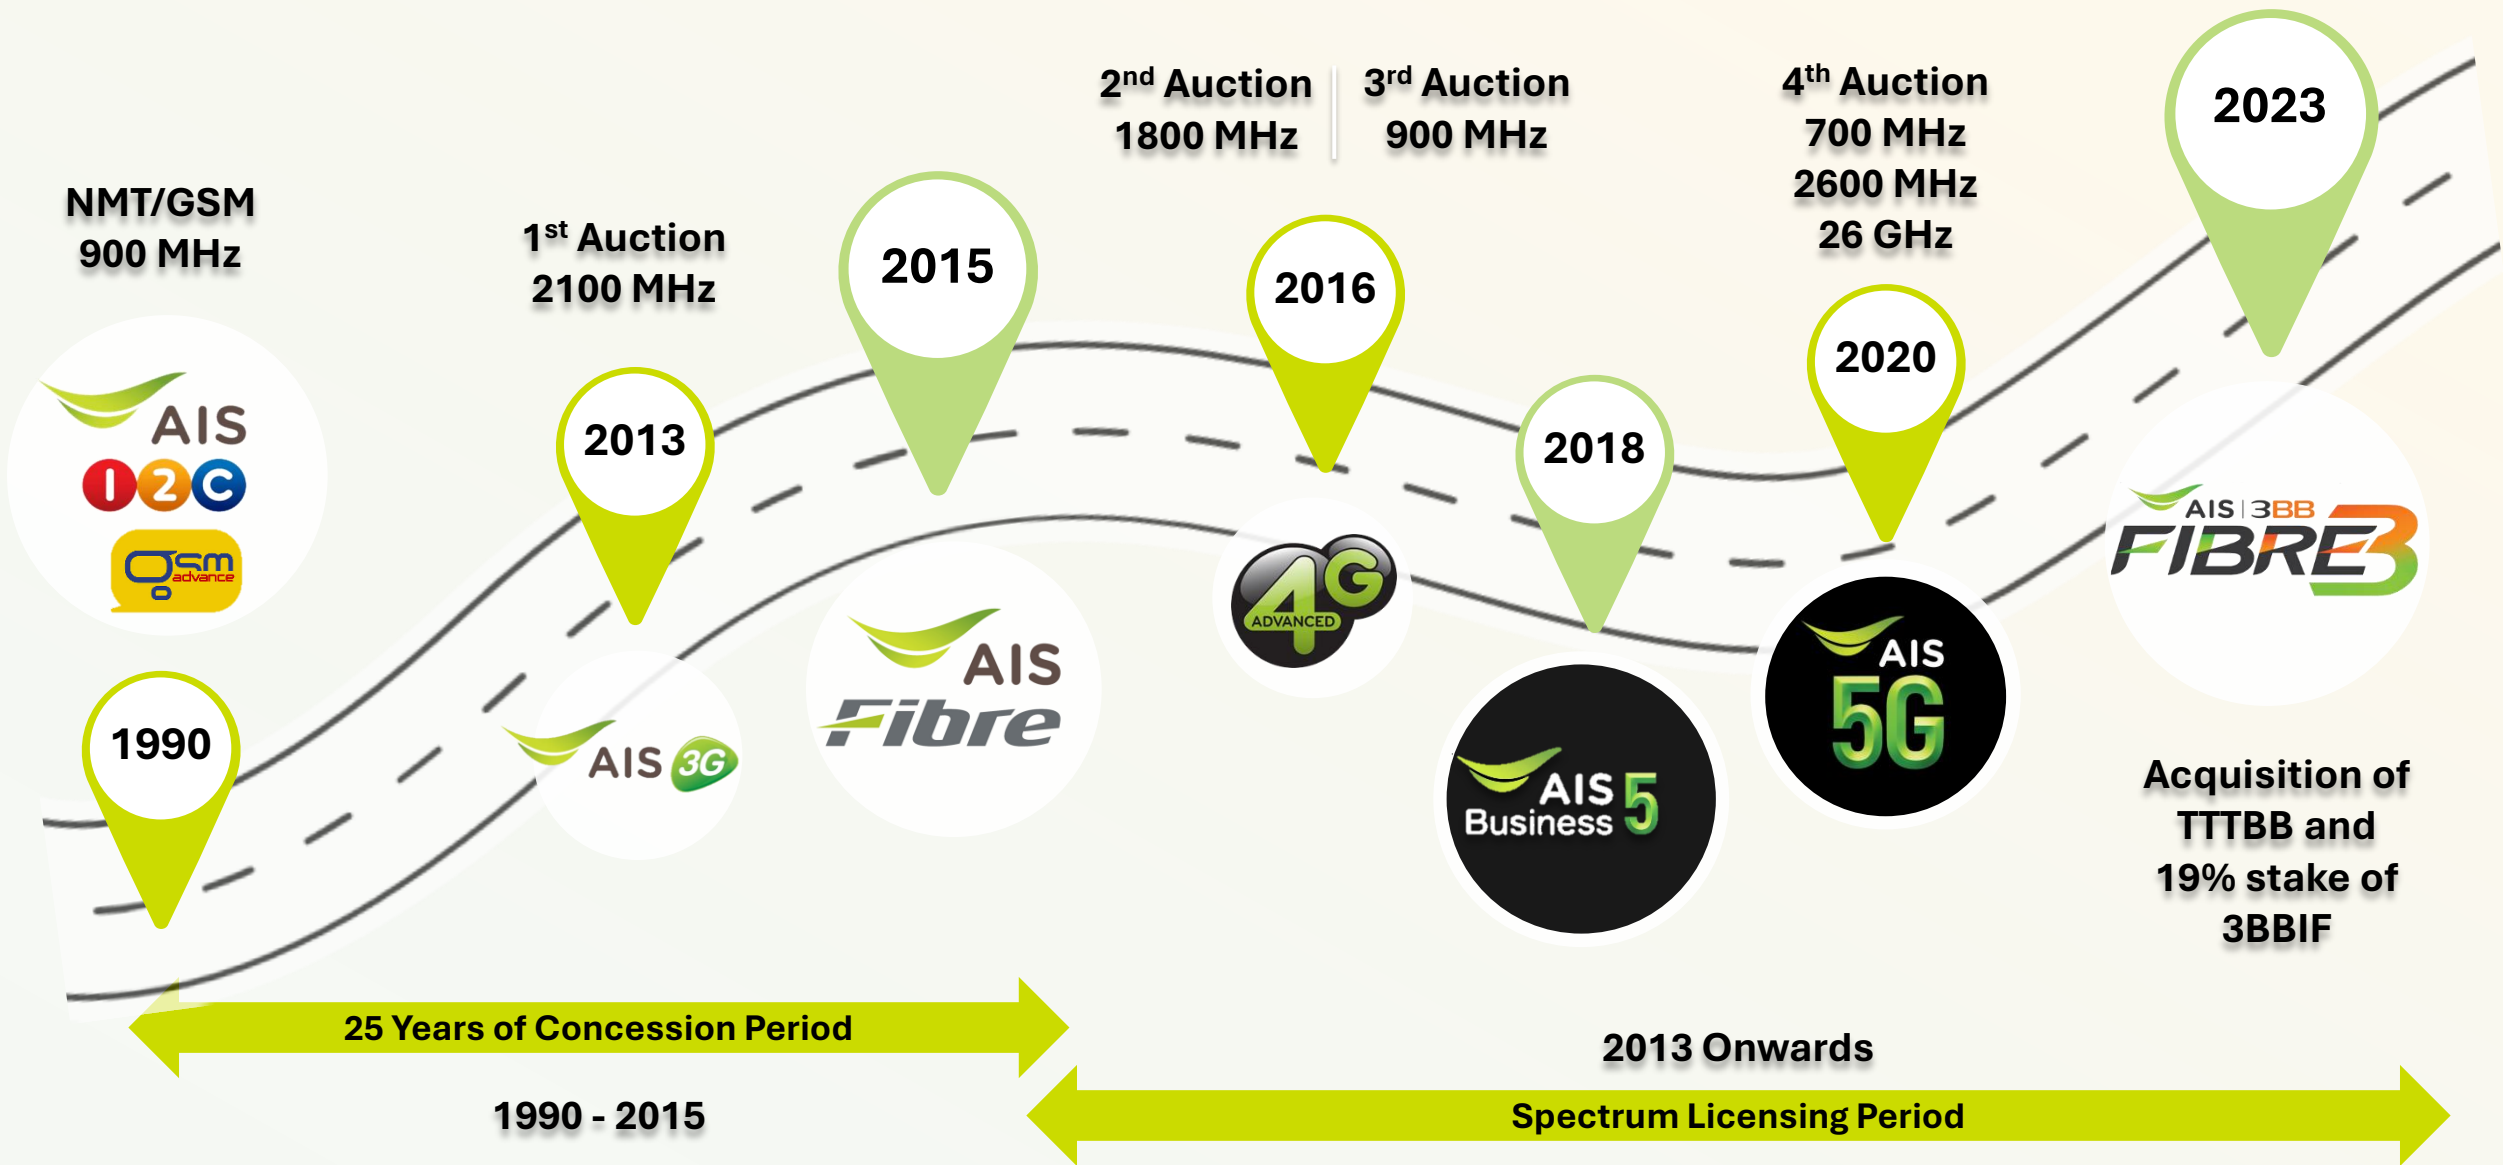 NMT/GSM
900 MHz
AIS
1 2 C
gsm
advance
1990
1st Auction
2100 MHz
2013
AIS 3G
2015
AIS
Fibre
2nd Auction
1800 MHz
3rd Auction
900 MHz
2016
4G
ADVANCED
2018
AIS
Business 5
4th Auction
700 MHz
2600 MHz
26 GHz
2020
AIS
5G
2023
AIS | 3BB
FIBRE3
Acquisition of
TTTBB and
19% stake of
3BBIF
25 Years of Concession Period
1990 - 2015
2013 Onwards
Spectrum Licensing Period